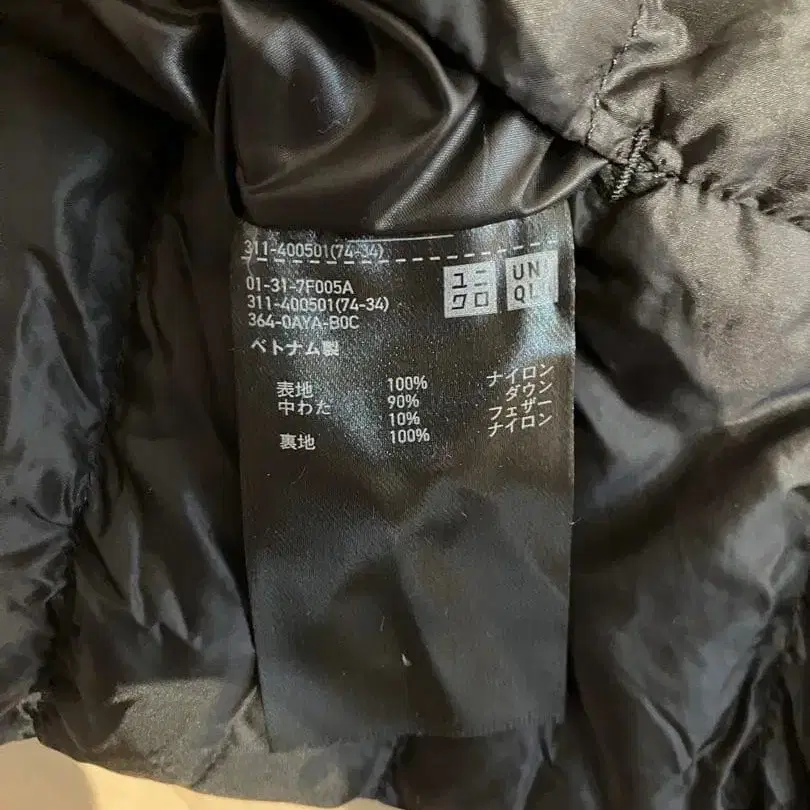 311-400501(74-34)
01-31-7F005A
311-400501(74-34)
364-0AYA-B0C
ベトナム製
ユニ
クロ
UN
QL
表地 100% ナイロン
中わた 90% ダウン
10% フェザー
裏地 100% ナイロン